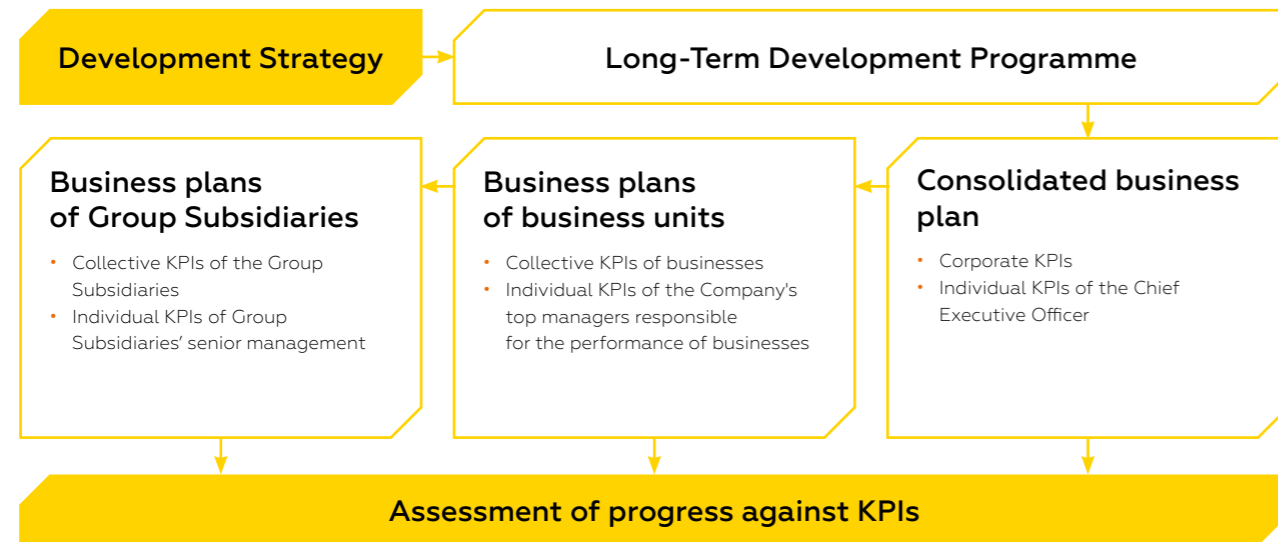 Development Strategy
Long-Term Development Programme
Business plans
of Group Subsidiaries
• Collective KPIs of the Group
Subsidiaries
• Individual KPIs of Group
Subsidiaries’ senior management
Business plans
of business units
• Collective KPIs of businesses
• Individual KPIs of the Company's
top managers responsible
for the performance of businesses
Consolidated business
plan
• Corporate KPIs
• Individual KPIs of the Chief
Executive Officer
Assessment of progress against KPIs